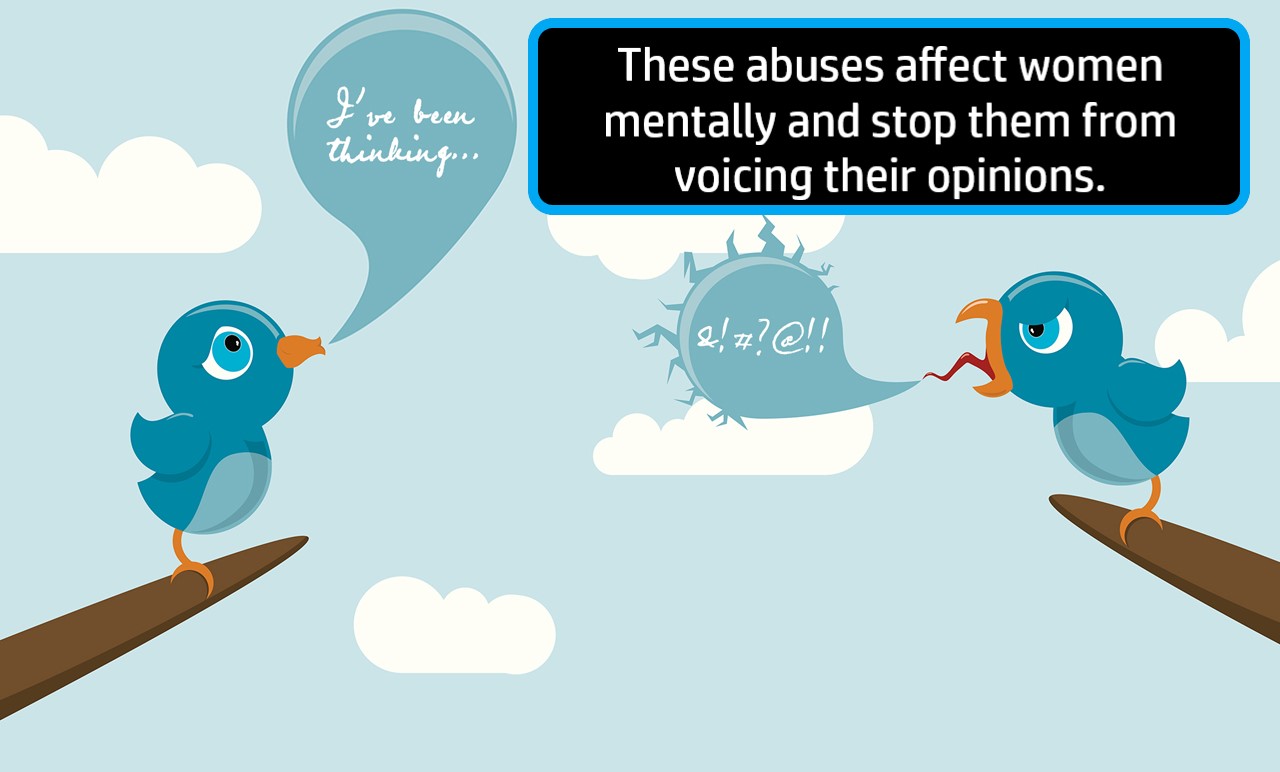 I've been
thinking...
These abuses affect women
mentally and stop them from
voicing their opinions.
&!#?@!!